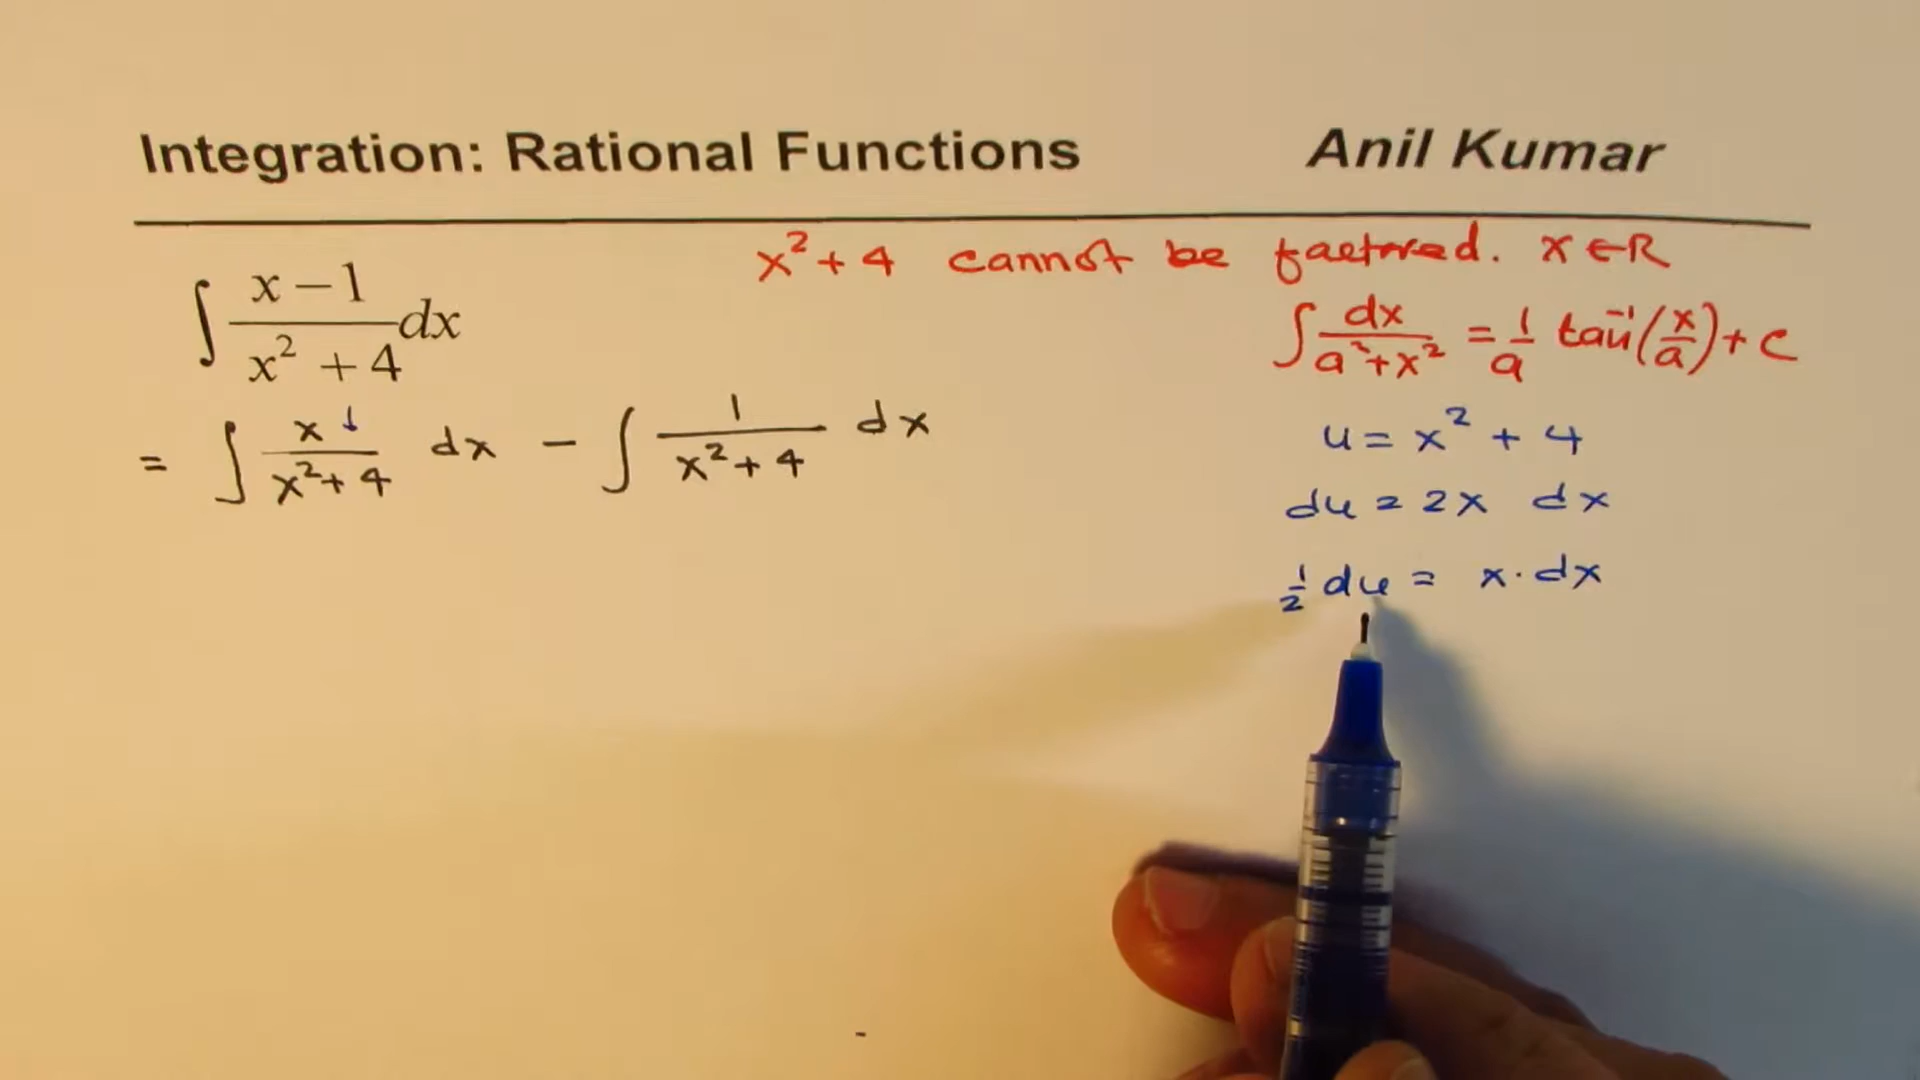 Integration: Rational Functions Anil Kumar
x² + 4 cannot be factored. x ∈ R
∫ (x − 1)/(x² + 4) dx
∫ dx/(a² + x²) = 1/a tan⁻¹(x/a) + c
= ∫ x/(x² + 4) dx − ∫ 1/(x² + 4) dx
u = x² + 4
du = 2x dx
½ du = x · dx